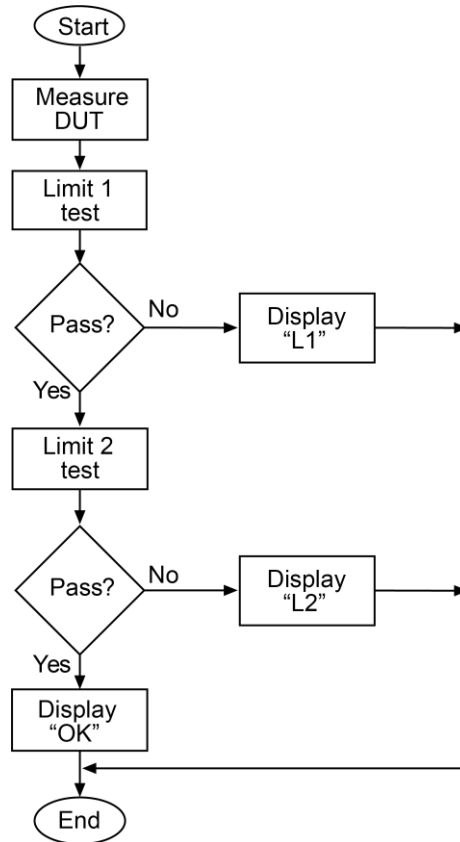 Start
Measure
DUT
Limit 1
test
Pass?
No
Display
“L1”
Yes
Limit 2
test
Pass?
No
Display
“L2”
Yes
Display
“OK”
End